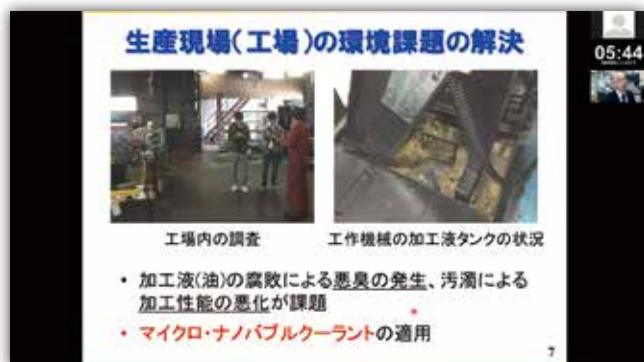 生産現場(工場)の環境課題の解決
05:44
工場内の調査
工作機械の加工液タンクの状況
• 加工液(油)の腐敗による悪臭の発生、汚濁による
加工性能の悪化が課題
• マイクロ・ナノバブルクーラントの適用
7